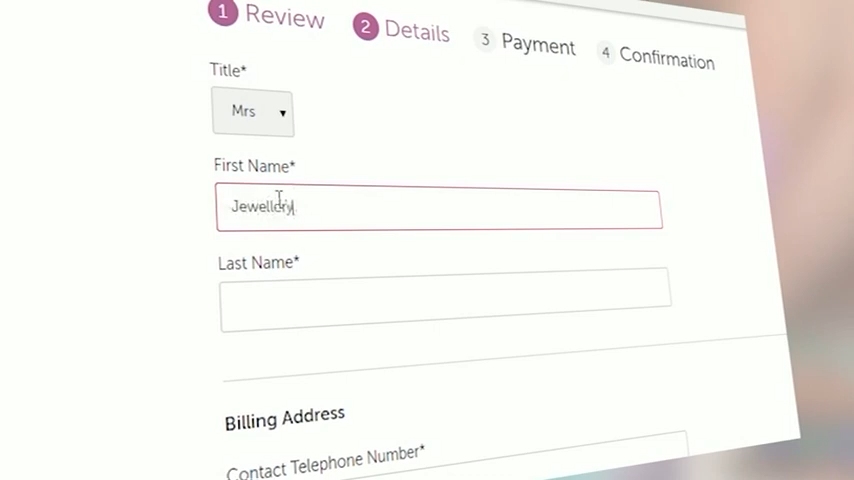 1 Review 2 Details 3 Payment 4 Confirmation
Title*
Mrs
First Name*
Jewellery
Last Name*
Billing Address
Contact Telephone Number*